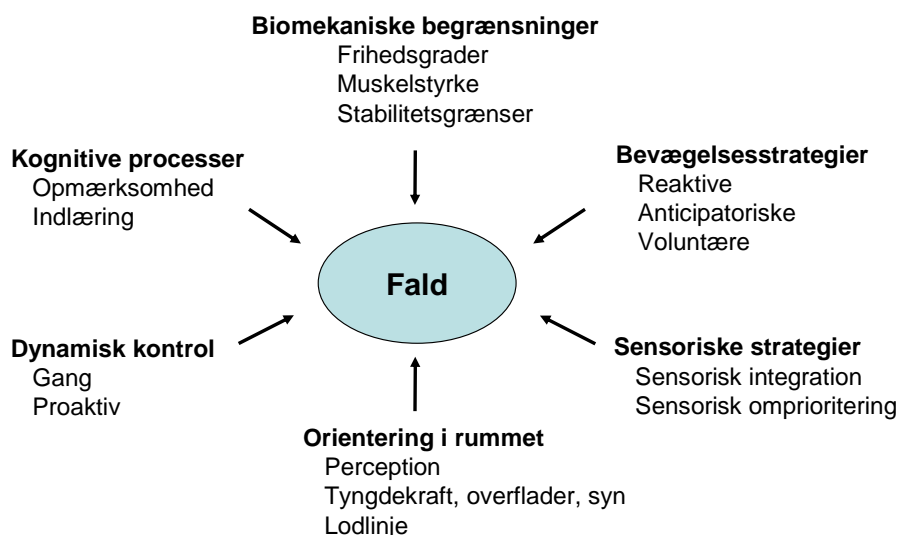 Biomekaniske begrænsninger
Frihedsgrader
Muskelstyrke
Stabilitetsgrænser
Kognitive processer
Opmærksomhed
Indlæring
Bevægelsesstrategier
Reaktive
Anticipatoriske
Voluntære
Fald
Dynamisk kontrol
Gang
Proaktiv
Sensoriske strategier
Sensorisk integration
Sensorisk omprioritering
Orientering i rummet
Perception
Tyngdekraft, overflader, syn
Lodlinje